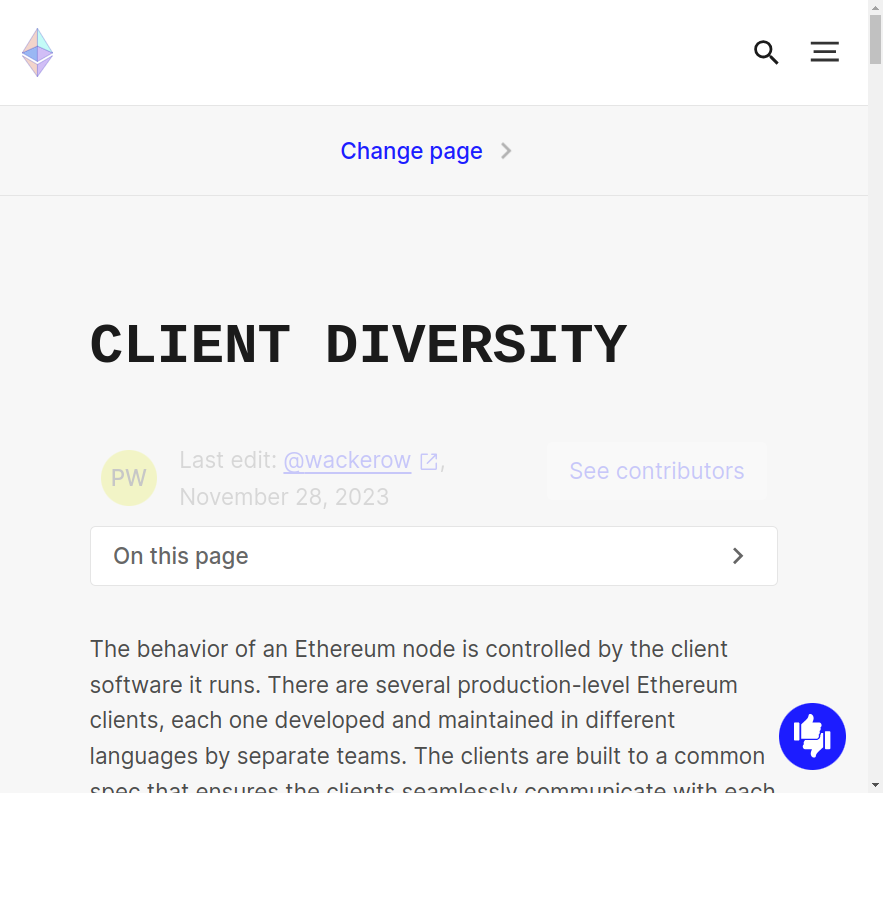 Change page
CLIENT DIVERSITY
PW
Last edit: @wackerow ,
November 28, 2023
See contributors
On this page
The behavior of an Ethereum node is controlled by the client
software it runs. There are several production-level Ethereum
clients, each one developed and maintained in different
languages by separate teams. The clients are built to a common
spec that ensures the clients seamlessly communicate with each